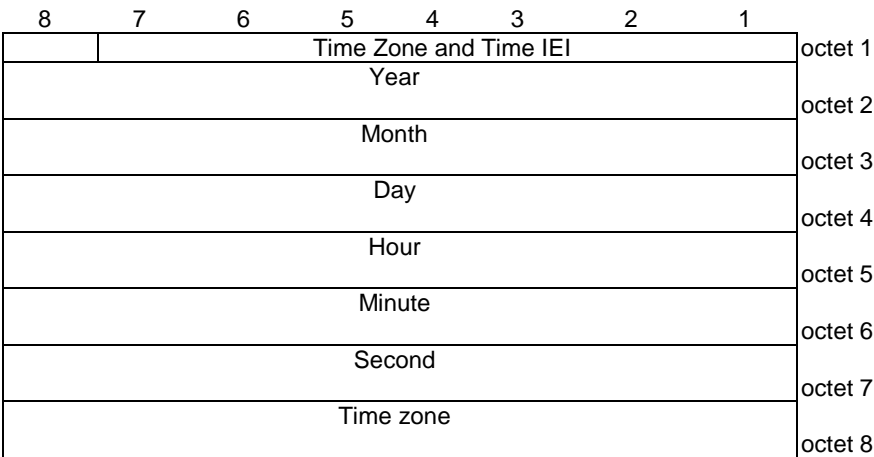 8 7 6 5 4 3 2 1
Time Zone and Time IEI octet 1
Year
octet 2
Month
octet 3
Day
octet 4
Hour
octet 5
Minute
octet 6
Second
octet 7
Time zone
octet 8